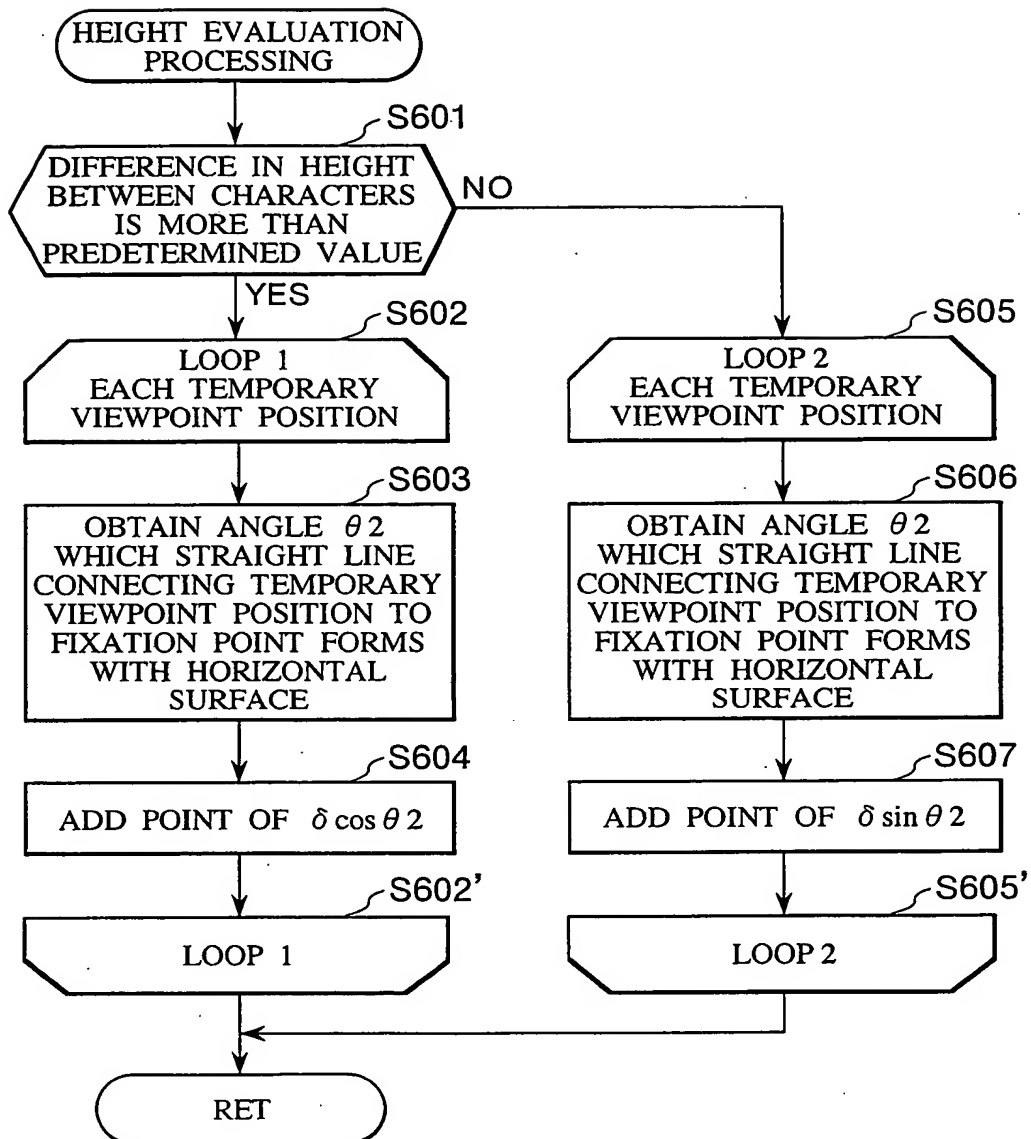 HEIGHT EVALUATION
PROCESSING
S601
DIFFERENCE IN HEIGHT
BETWEEN CHARACTERS
IS MORE THAN
PREDETERMINED VALUE
NO
YES
S602
LOOP 1
EACH TEMPORARY
VIEWPOINT POSITION
S603
OBTAIN ANGLE θ2
WHICH STRAIGHT LINE
CONNECTING TEMPORARY
VIEWPOINT POSITION TO
FIXATION POINT FORMS
WITH HORIZONTAL
SURFACE
S604
ADD POINT OF δ cos θ2
S602’
LOOP 1
S605
LOOP 2
EACH TEMPORARY
VIEWPOINT POSITION
S606
OBTAIN ANGLE θ2
WHICH STRAIGHT LINE
CONNECTING TEMPORARY
VIEWPOINT POSITION TO
FIXATION POINT FORMS
WITH HORIZONTAL
SURFACE
S607
ADD POINT OF δ sin θ2
S605’
LOOP 2
RET